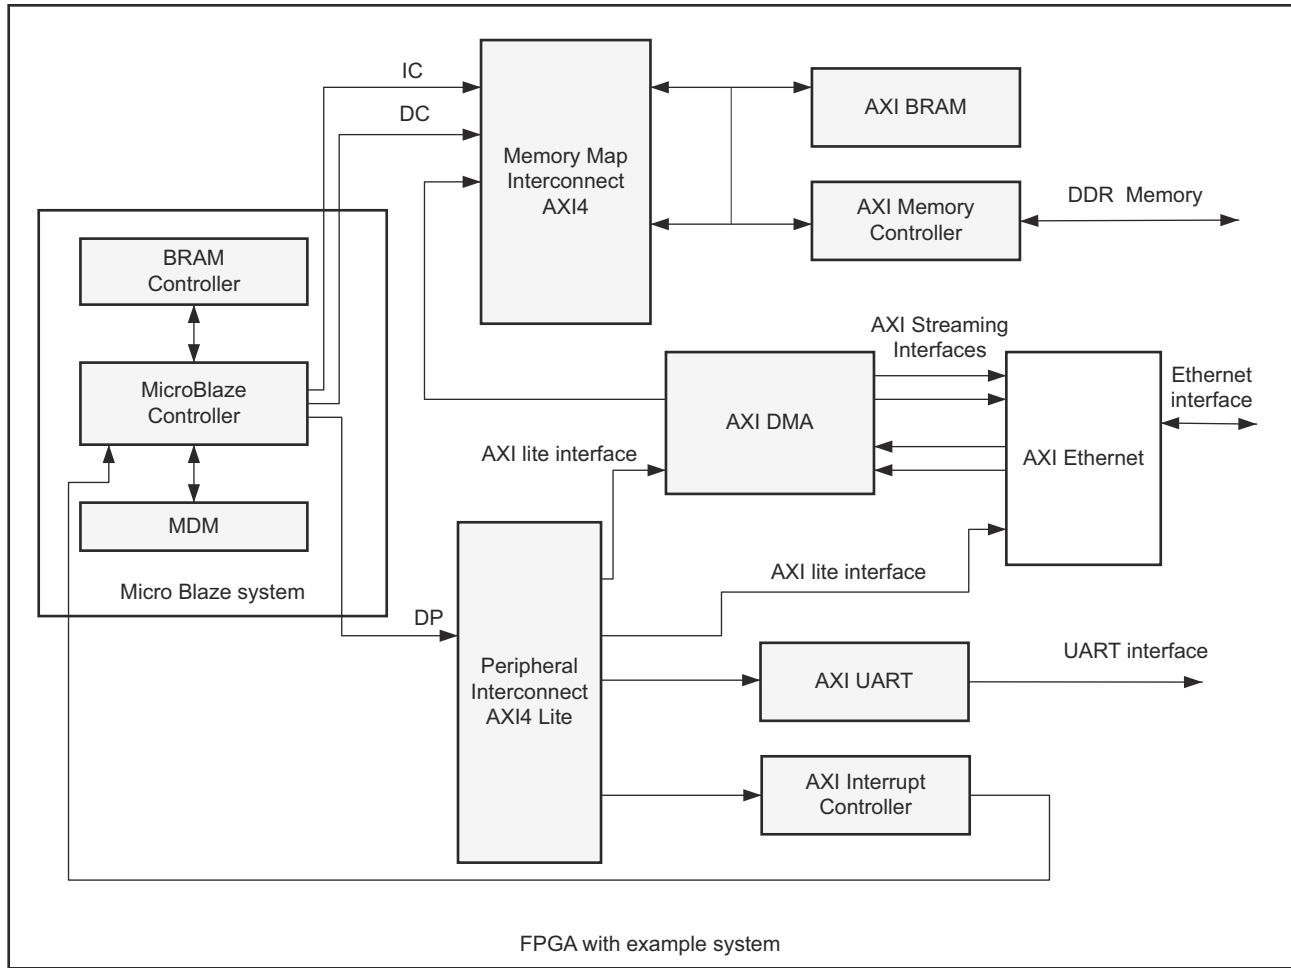 IC
DC
Memory Map
Interconnect
AXI4
AXI BRAM
AXI Memory
Controller
DDR  Memory
BRAM
Controller
MicroBlaze
Controller
MDM
Micro Blaze system
AXI Streaming
Interfaces
AXI DMA
AXI Ethernet
Ethernet
interface
AXI lite interface
AXI lite interface
DP
Peripheral
Interconnect
AXI4 Lite
AXI UART
UART interface
AXI Interrupt
Controller
FPGA with example system